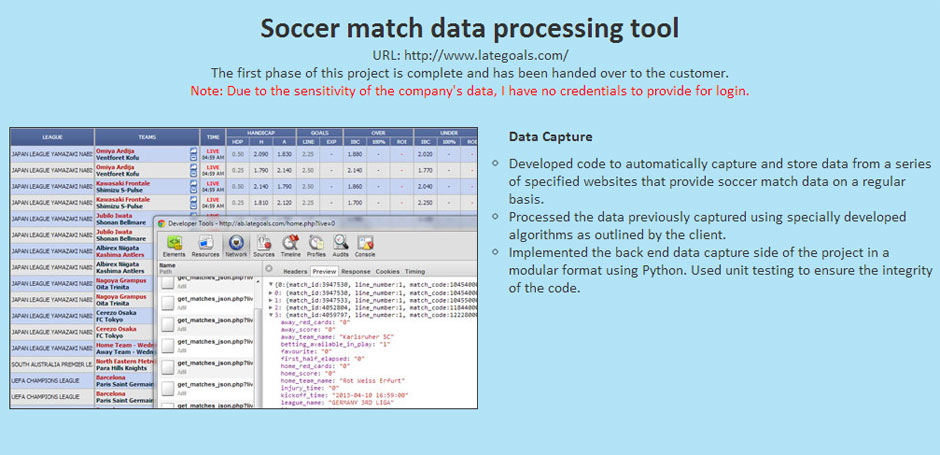 Soccer match data processing tool
URL: http://www.lategoals.com/
The first phase of this project is complete and has been handed over to the customer.
Note: Due to the sensitivity of the company's data, I have no credentials to provide for login.
LEAGUE TEAMS TIME HANDICAP GOALS OVER UNDER
HDP H A LINE EXP IBC 100% ROI IBC 100% ROI
JAPAN LEAGUE YAMAZAKI NABI Omiya Ardija LIVE 0.50 2.090 1.830 2.25 - 1.880 - - 2.020 - -
Ventforet Kofu 04:59 AM
JAPAN LEAGUE YAMAZAKI NABI Omiya Ardija LIVE 0.25 1.790 2.140 2.50 - 2.140 - - 1.770 - -
Ventforet Kofu 04:59 AM
JAPAN LEAGUE YAMAZAKI NABI Kawasaki Frontale LIVE 0.50 2.140 1.790 2.25 - 1.860 - - 2.040 - -
Shimizu S-Pulse 04:59 AM
JAPAN LEAGUE YAMAZAKI NABI Kawasaki Frontale LIVE 0.25 1.810 2.120 2.25 - 1.700 - - 2.250 - -
Shimizu S-Pulse 04:59 AM
JAPAN LEAGUE YAMAZAKI NABI Jubilo Iwata LIVE
Shonan Bellmare
JAPAN LEAGUE YAMAZAKI NABI Jubilo Iwata
Shonan Bellmare
JAPAN LEAGUE YAMAZAKI NABI Albirex Niigata
Kashima Antlers
JAPAN LEAGUE YAMAZAKI NABI Albirex Niigata
Kashima Antlers
JAPAN LEAGUE YAMAZAKI NABI Nagoya Grampus
Oita Trinita
JAPAN LEAGUE YAMAZAKI NABI Nagoya Grampus
Oita Trinita
JAPAN LEAGUE YAMAZAKI NABI Cerezo Osaka
FC Tokyo
JAPAN LEAGUE YAMAZAKI NABI Cerezo Osaka
FC Tokyo
JAPAN LEAGUE YAMAZAKI NABI Home Team - Wedn
Away Team - Wedn
SOUTH AUSTRALIA PREMIER LE North Eastern Metro
Para Hills Knights
UEFA CHAMPIONS LEAGUE Barcelona
Paris Saint Germain
UEFA CHAMPIONS LEAGUE Barcelona
Paris Saint Germain
Developer Tools - http://ab.lategoals.com/home.php?live=0
Elements Resources Network Sources Timeline Profiles Audits Console
Name
Path
get_matches_json.php?live
get_matches_json.php?live
/util
get_matches_json.php?live
/util
get_matches_json.php?live
/util
get_matches_json.php?live
/util
get_matches_json.php?live
/util
get_matches_json.php?live
Headers Preview Response Cookies Timing
{0:{match_id:3947530, line_number:1, match_code:10454000
0: {match_id:3947530, line_number:1, match_code:10454000
1: {match_id:3947533, line_number:1, match_code:10455000
2: {match_id:4052804, line_number:1, match_code:11844000
3: {match_id:4059797, line_number:1, match_code:12228000
away_red_cards: "0"
away_score: "0"
away_team_name: "Karlsruher SC"
betting_available_in_play: "1"
favourite: "0"
first_half_elapsed: "0"
home_red_cards: "0"
home_score: "0"
home_team_name: "Rot Weiss Erfurt"
injury_time: "0"
kickoff_time: "2013-04-10 16:59:00"
league_name: "GERMANY 3RD LIGA"
Data Capture
Developed code to automatically capture and store data from a series
of specified websites that provide soccer match data on a regular
basis.
Processed the data previously captured using specially developed
algorithms as outlined by the client.
Implemented the back end data capture side of the project in a
modular format using Python. Used unit testing to ensure the integrity
of the code.